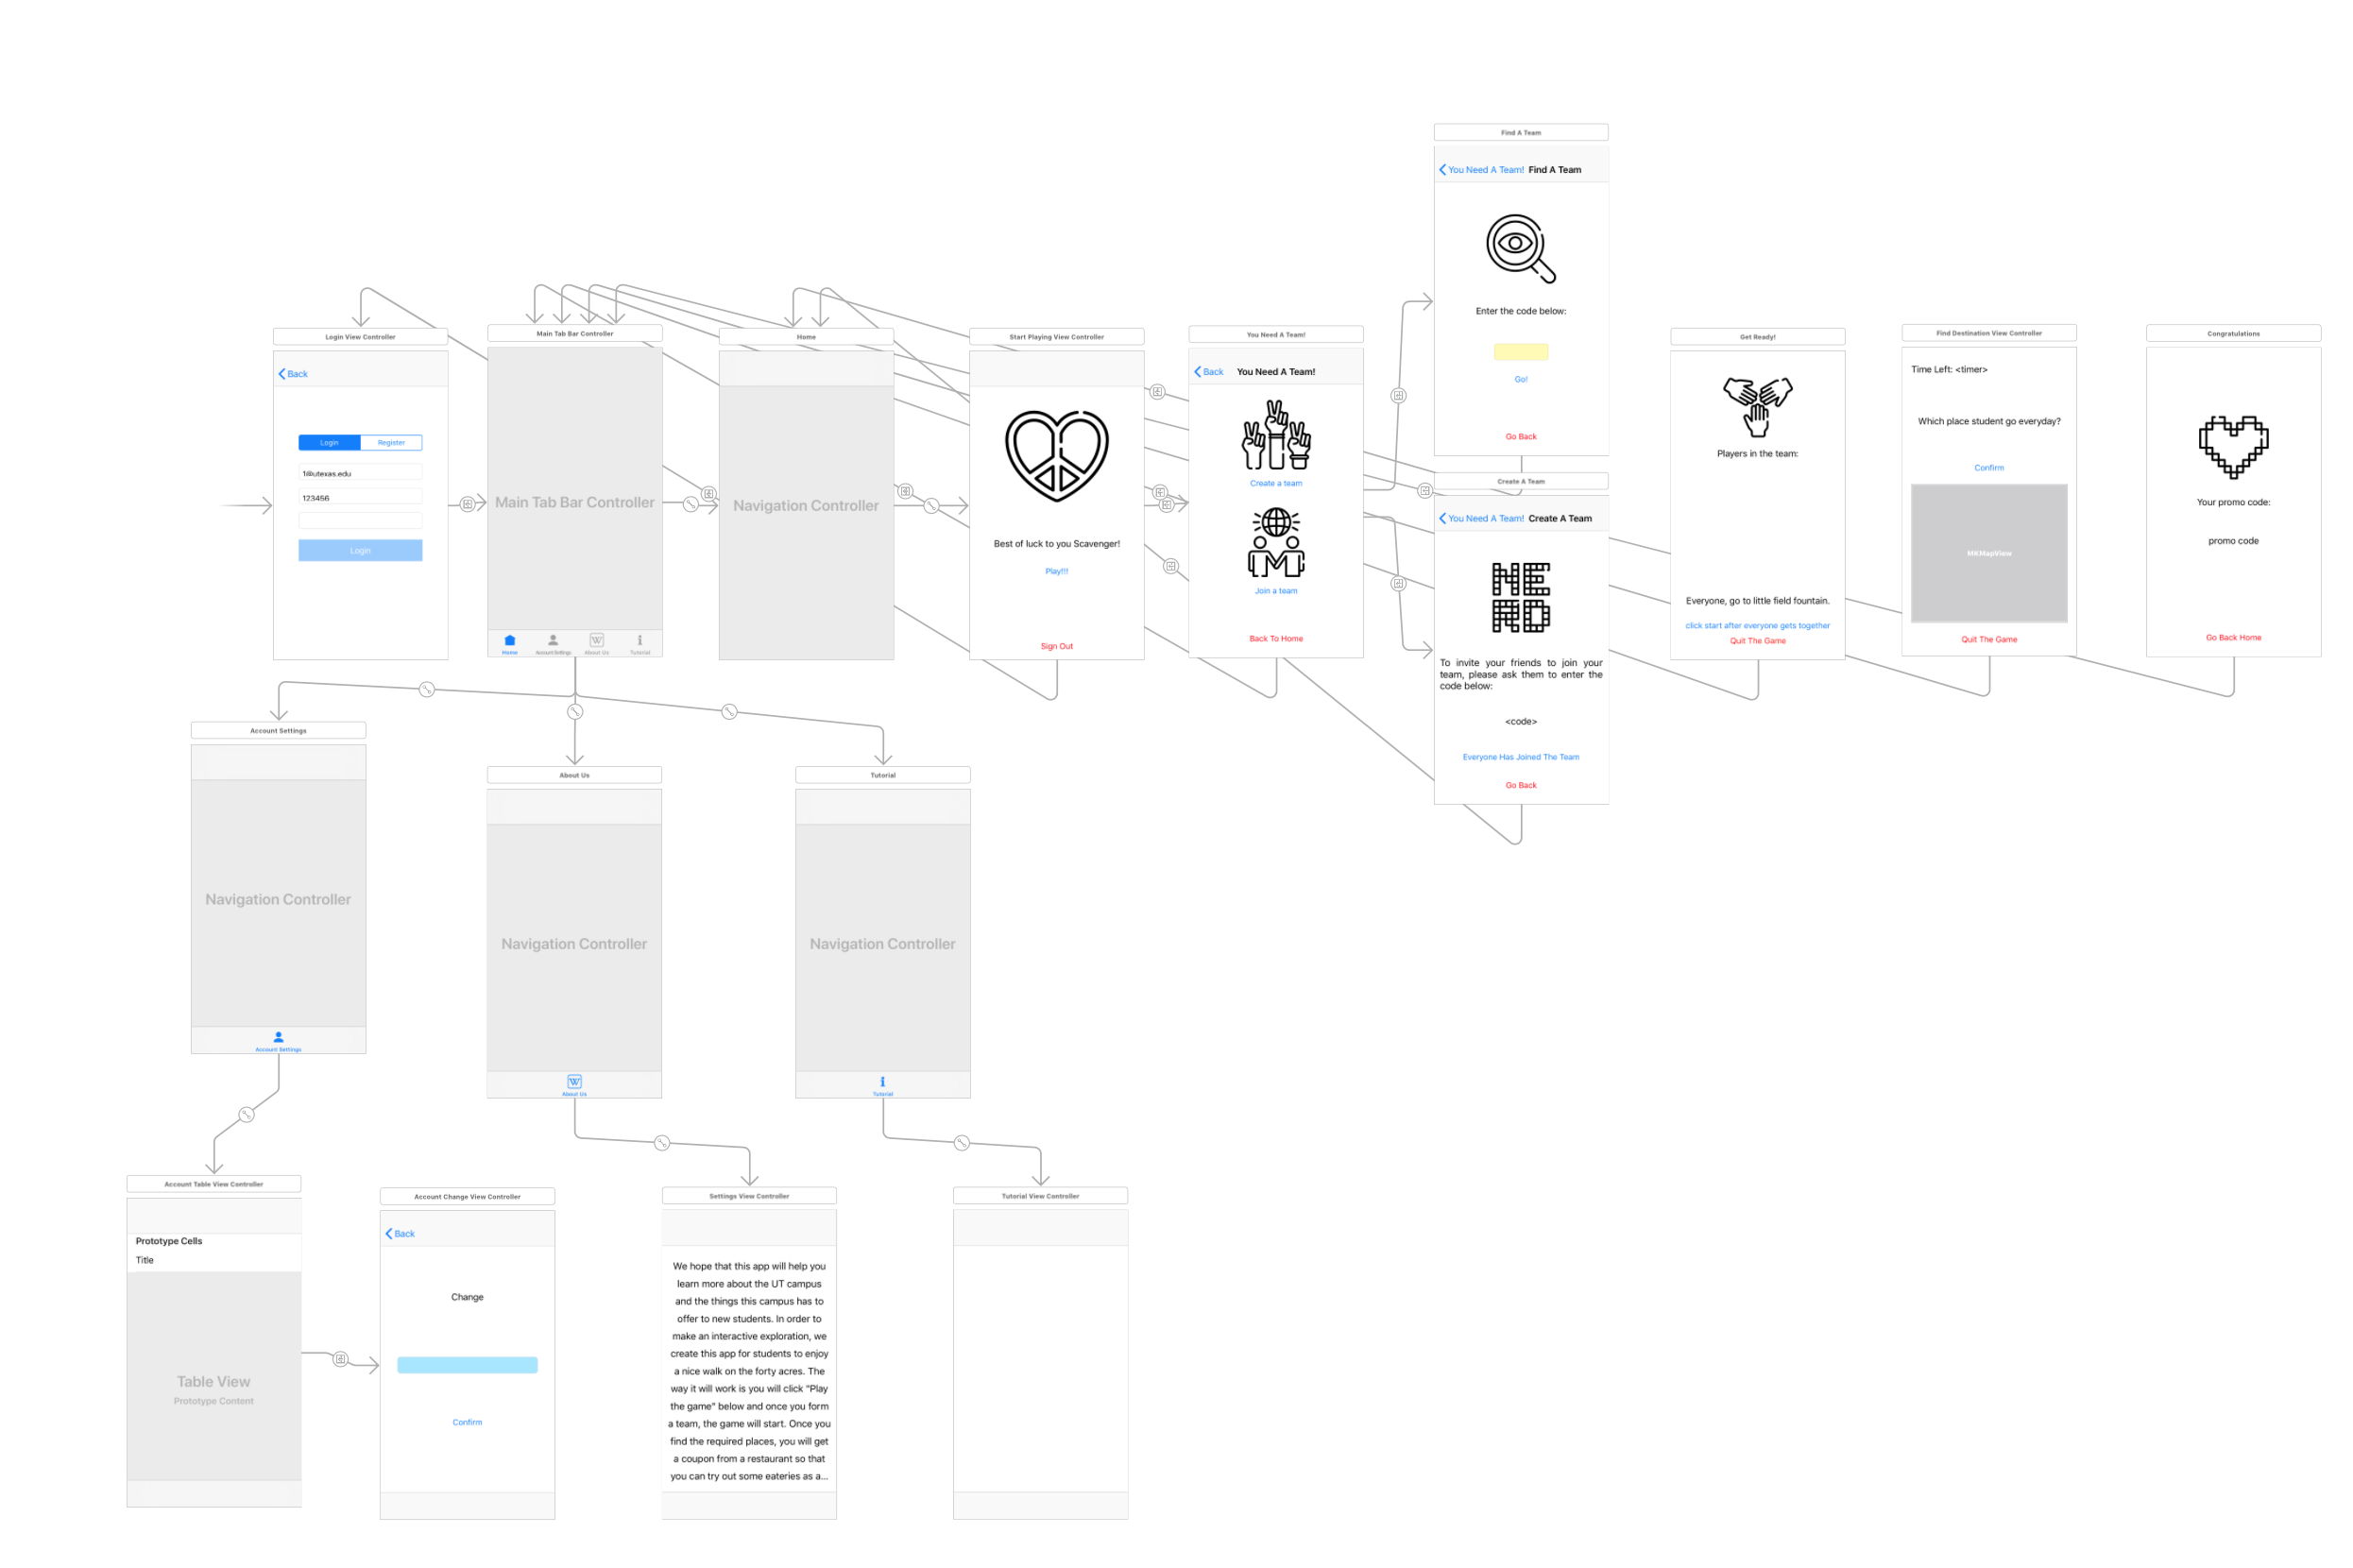 Find A Team
You Need A Team! Find A Team
Enter the code below:
Go!
Go Back
Login View Controller
Back
Login Register
1@utexas.edu
123456
Login
Main Tab Bar Controller
Main Tab Bar Controller
Home Account Settings About Us Tutorial
Home
Navigation Controller
Start Playing View Controller
Best of luck to you Scavenger!
Play!!!
Sign Out
You Need A Team!
Back You Need A Team!
Create a team
Join a team
Back To Home
Create A Team
You Need A Team! Create A Team
NE
RD
To invite your friends to join your
team, please ask them to enter the
code below:
<code>
Everyone Has Joined The Team
Go Back
Get Ready!
Players in the team:
Everyone, go to little field fountain.
click start after everyone gets together
Quit The Game
Find Destination View Controller
Time Left: <timer>
Which place student go everyday?
Confirm
MKMapView
Quit The Game
Congratulations
Your promo code:
promo code
Go Back Home
Account Settings
Navigation Controller
Account Settings
About Us
Navigation Controller
W
About Us
Tutorial
Navigation Controller
Tutorial
Account Table View Controller
Prototype Cells
Title
Table View
Prototype Content
Account Change View Controller
Back
Change
Confirm
Settings View Controller
We hope that this app will help you
learn more about the UT campus
and the things this campus has to
offer to new students. In order to
make an interactive exploration, we
create this app for students to enjoy
a nice walk on the forty acres. The
way it will work is you will click "Play
the game" below and once you form
a team, the game will start. Once you
find the required places, you will get
a coupon from a restaurant so that
you can try out some eateries as a...
Tutorial View Controller